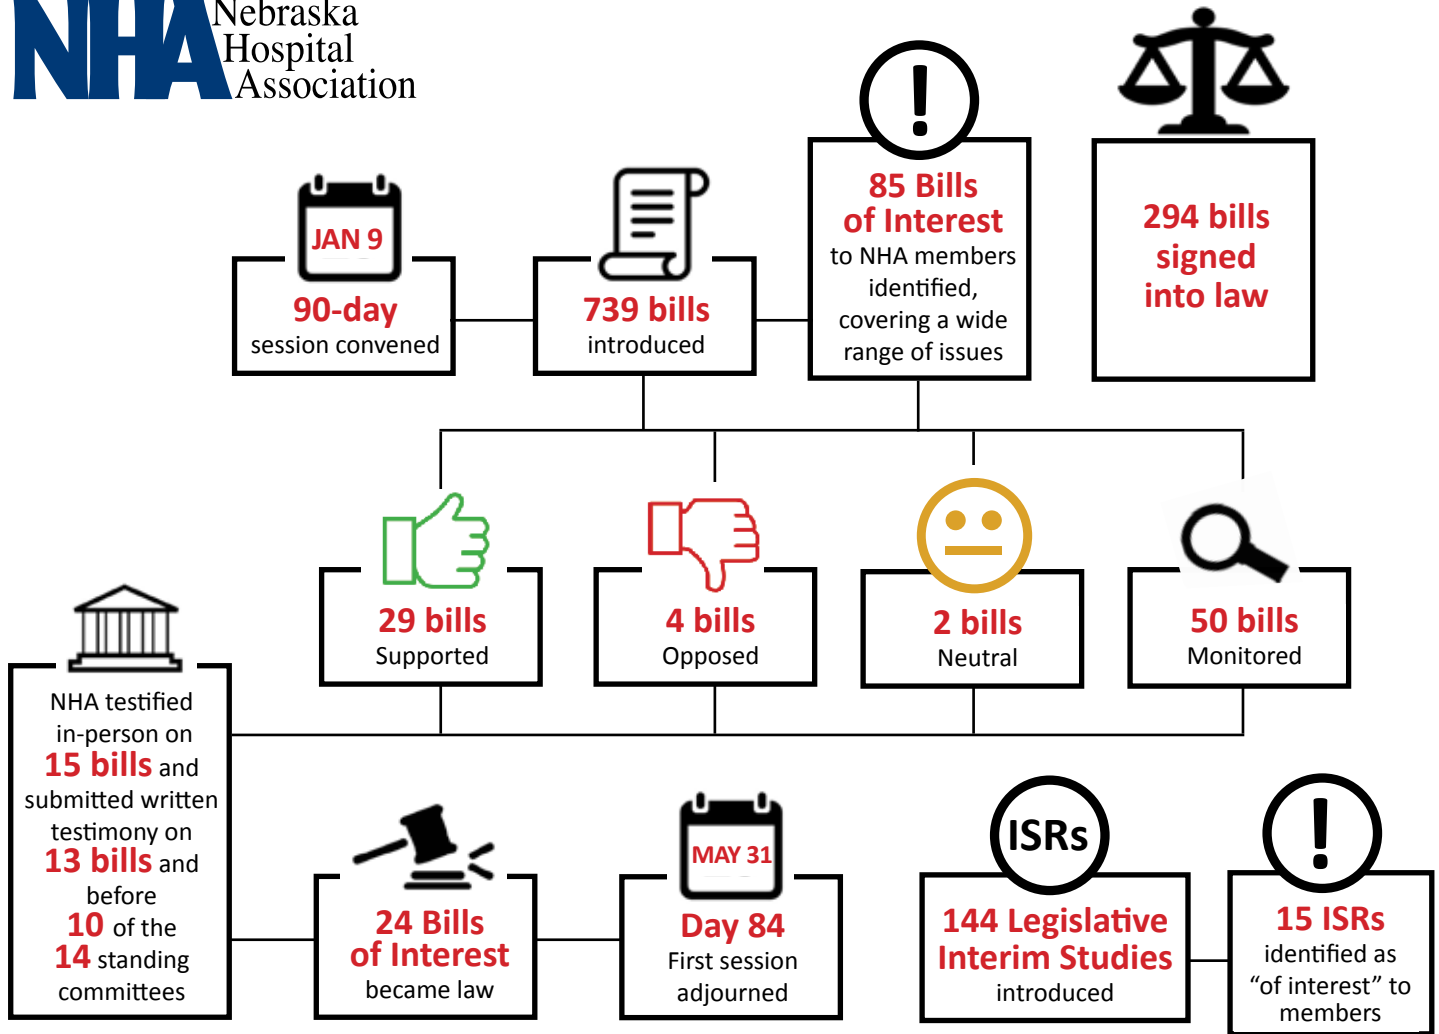 NHA
Nebraska
Hospital
Association
JAN 9
90-day
session convened
739 bills
introduced
85 Bills
of Interest
to NHA members
identified,
covering a wide
range of issues
294 bills
signed
into law
29 bills
Supported
4 bills
Opposed
2 bills
Neutral
50 bills
Monitored
NHA testified
in-person on
15 bills and
submitted written
testimony on
13 bills and
before
10 of the
14 standing
committees
24 Bills
of Interest
became law
MAY 31
Day 84
First session
adjourned
ISRs
144 Legislative
Interim Studies
introduced
15 ISRs
identified as
“of interest” to
members